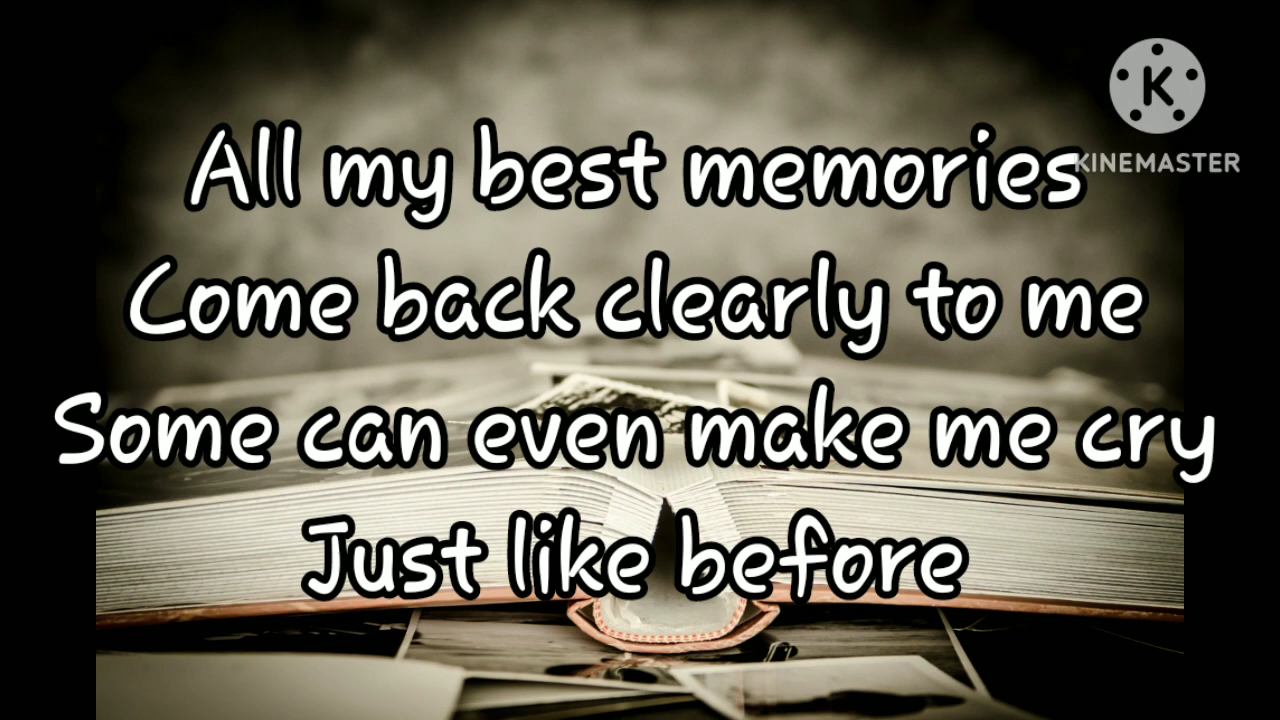 K
KINEMASTER
All my best memories
Come back clearly to me
Some can even make me cry
Just like before